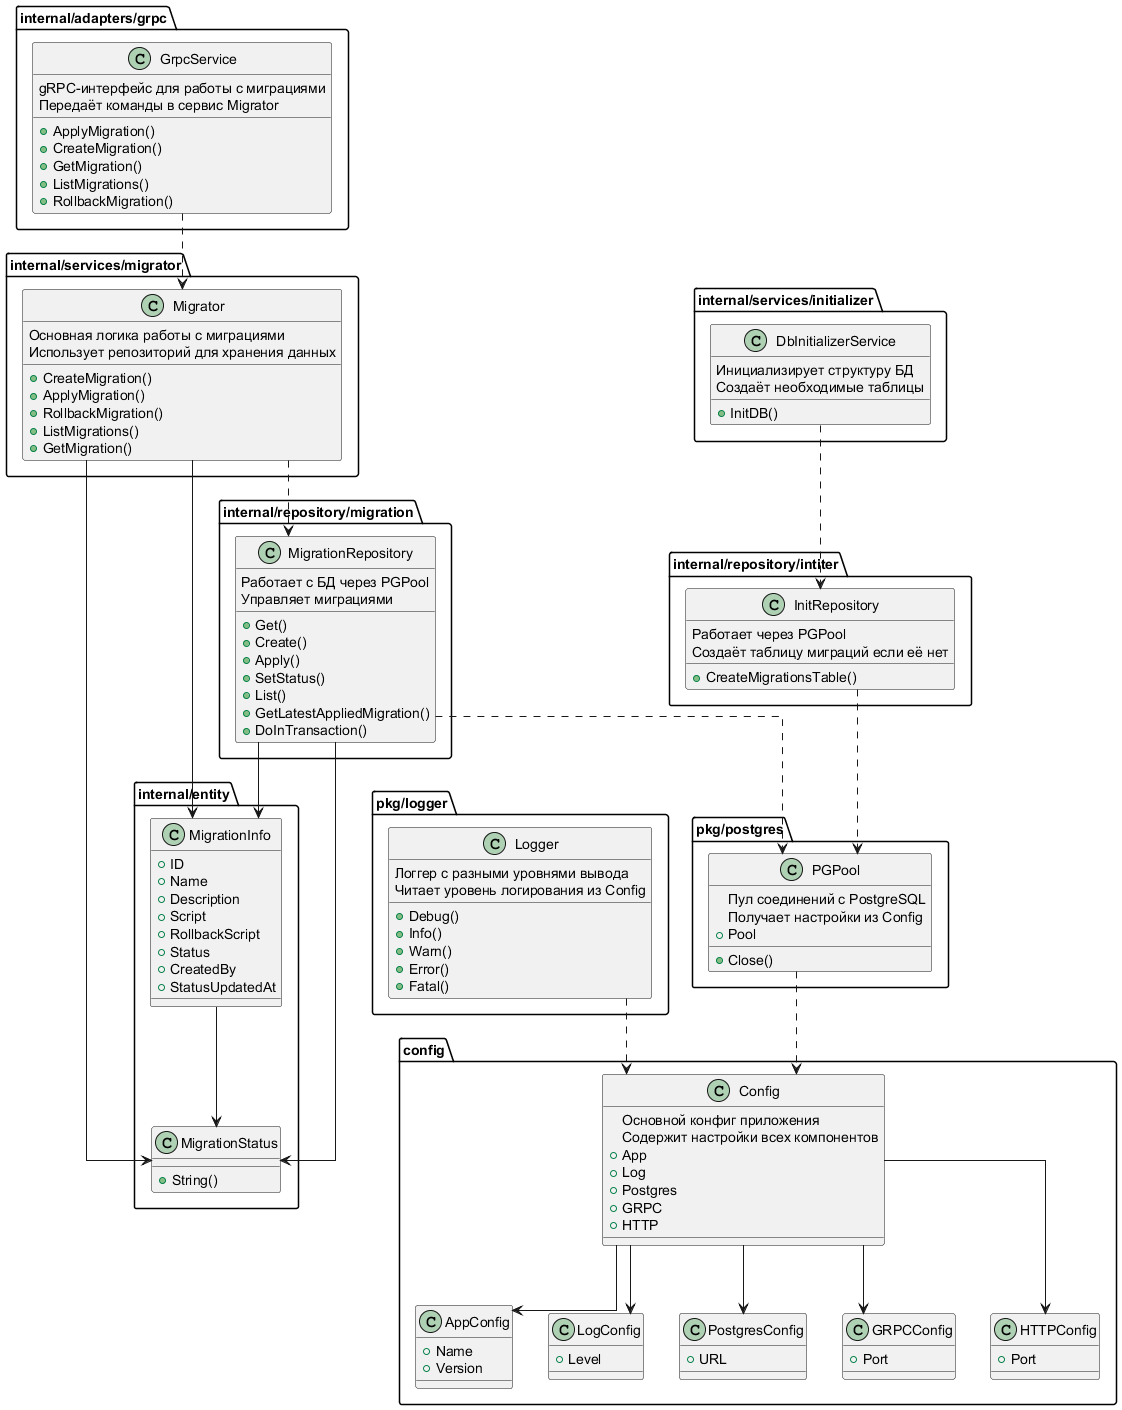 internal/adapters/grpc
C GrpcService
gRPC-интерфейс для работы с миграциями
Передаёт команды в сервис Migrator
ApplyMigration()
CreateMigration()
GetMigration()
ListMigrations()
RollbackMigration()
internal/services/migrator
C Migrator
Основная логика работы с миграциями
Использует репозиторий для хранения данных
CreateMigration()
ApplyMigration()
RollbackMigration()
ListMigrations()
GetMigration()
internal/services/initializer
C DbInitializerService
Инициализирует структуру БД
Создаёт необходимые таблицы
InitDB()
internal/repository/migration
C MigrationRepository
Работает с БД через PGPool
Управляет миграциями
Get()
Create()
Apply()
SetStatus()
List()
GetLatestAppliedMigration()
DoInTransaction()
internal/repository/intiter
C InitRepository
Работает через PGPool
Создаёт таблицу миграций если её нет
CreateMigrationsTable()
internal/entity
C MigrationInfo
ID
Name
Description
Script
RollbackScript
Status
CreatedBy
StatusUpdatedAt
C MigrationStatus
String()
pkg/logger
C Logger
Логгер с разными уровнями вывода
Читает уровень логирования из Config
Debug()
Info()
Warn()
Error()
Fatal()
pkg/postgres
C PGPool
Пул соединений с PostgreSQL
Получает настройки из Config
Pool
Close()
config
C Config
Основной конфиг приложения
Содержит настройки всех компонентов
App
Log
Postgres
GRPC
HTTP
C AppConfig
Name
Version
C LogConfig
Level
C PostgresConfig
URL
C GRPCConfig
Port
C HTTPConfig
Port